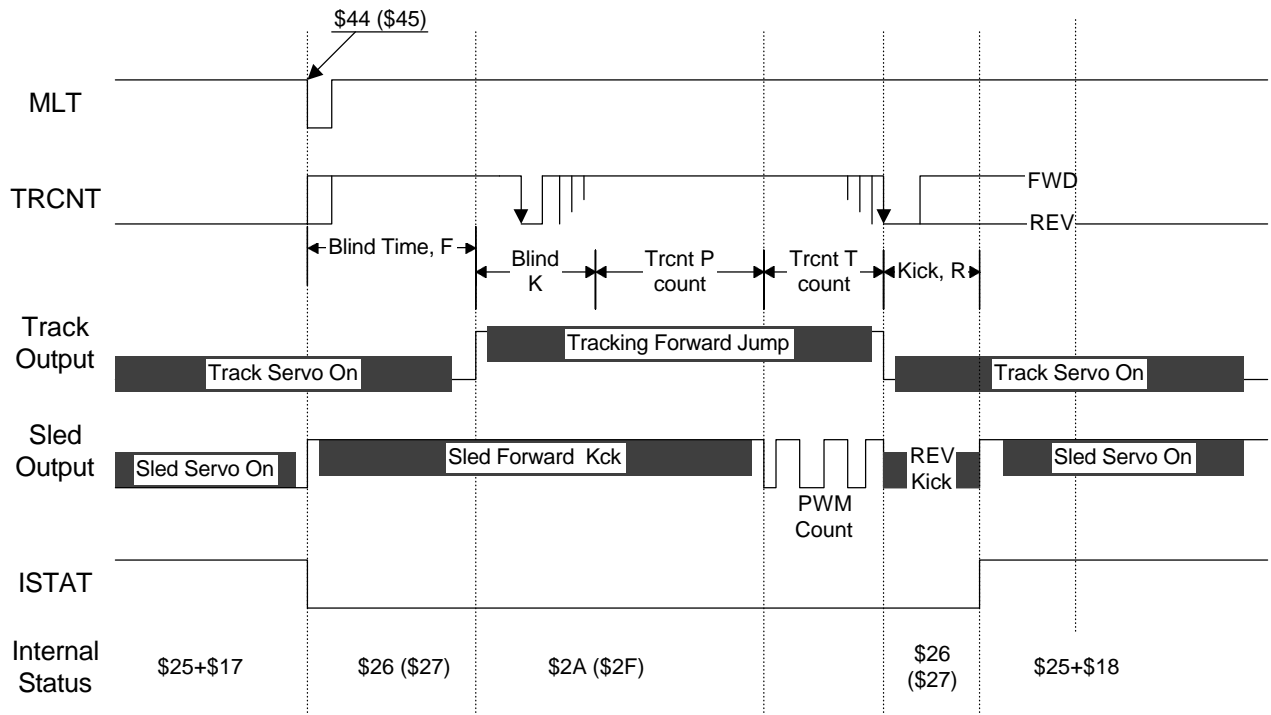 $44 ($45)
MLT
TRCNT
FWD
REV
Blind Time, F
Blind
K
Trcnt P
count
Trcnt T
count
Kick, R
Track
Output
Tracking Forward Jump
Track Servo On
Track Servo On
Sled
Output
Sled Servo On
Sled Forward Kck
REV
Kick
Sled Servo On
PWM
Count
ISTAT
Internal
Status
$25+$17
$26 ($27)
$2A ($2F)
$26
($27)
$25+$18